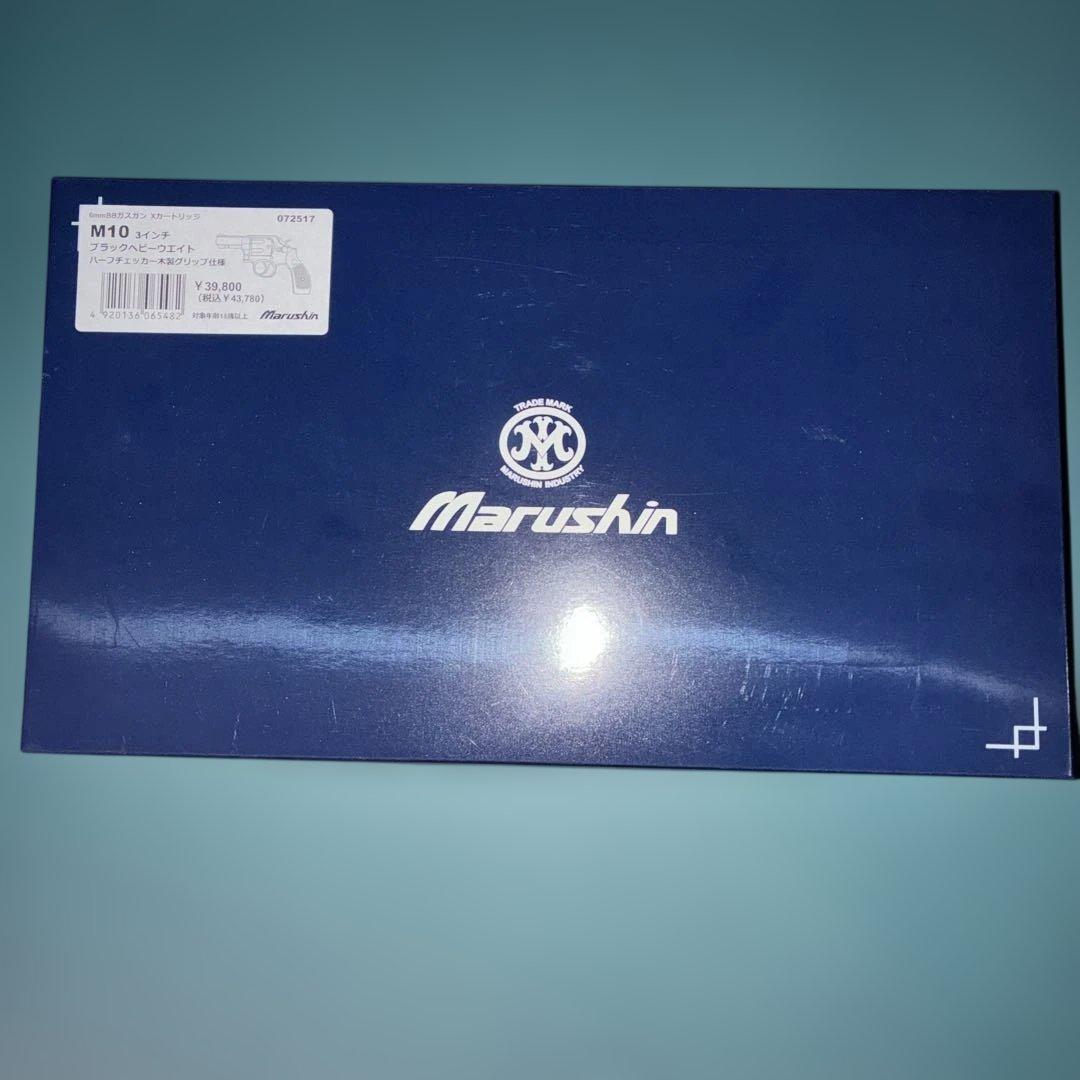 6mmBBガスガン Xカートリッジ 072517
M10 3インチ
ブラックヘビーウエイト
ハーフチェッカー木製グリップ仕様
￥39,800
(税込￥43,780)
4 920136 065482 対象年齢18歳以上 Marushin
TRADE MARK
MARUSHIN INDUSTRY
Marushin